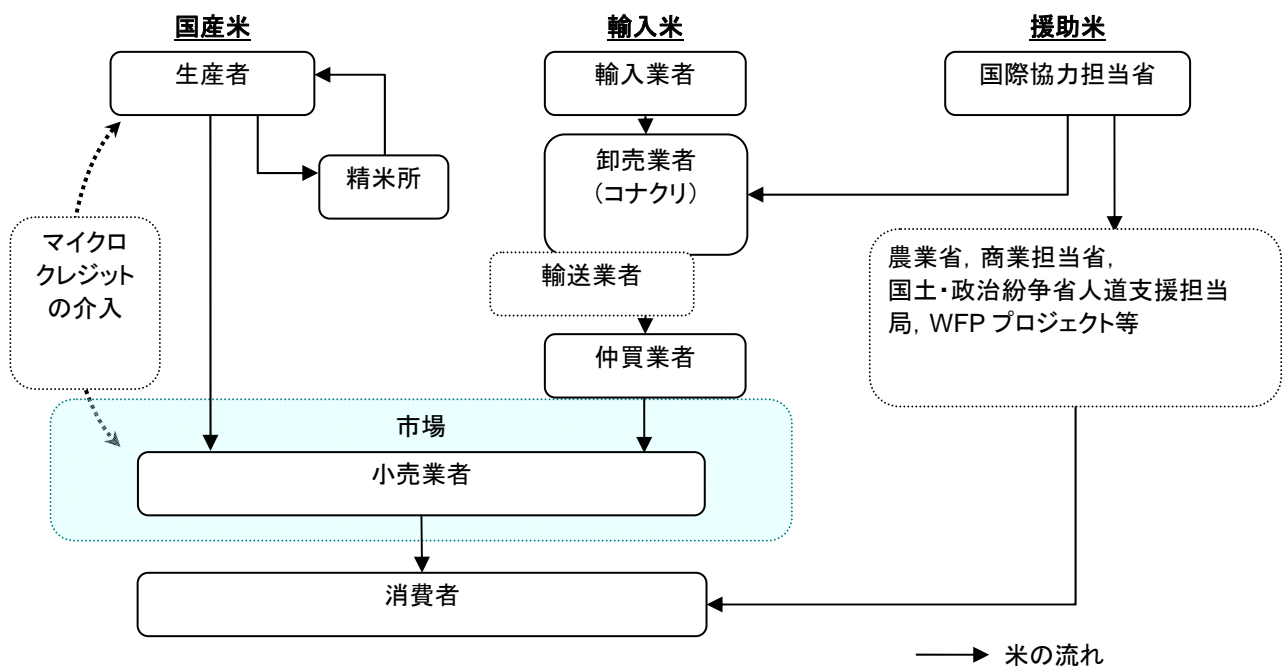 国産米
輸入米
援助米
生産者
輸入業者
国際協力担当省
精米所
卸売業者
(コナクリ)
マイクロ
クレジット
の介入
輸送業者
農業省, 商業担当省,
国土・政治紛争省人道支援担当
局, WFP プロジェクト等
仲買業者
市場
小売業者
消費者
米の流れ